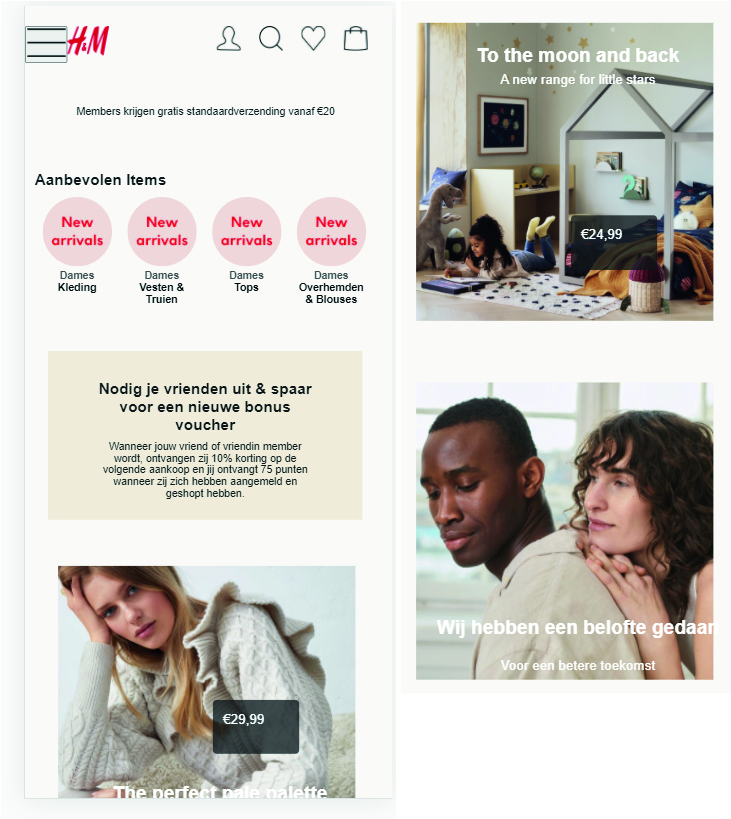 H&M
Members krijgen gratis standaardverzending vanaf €20
Aanbevolen Items
New
arrivals
Dames
Kleding
New
arrivals
Dames
Vesten &
Truien
New
arrivals
Dames
Tops
New
arrivals
Dames
Overhemden
& Blouses
Nodig je vrienden uit & spaar
voor een nieuwe bonus
voucher
Wanneer jouw vriend of vriendin member
wordt, ontvangen zij 10% korting op de
volgende aankoop en jij ontvangt 75 punten
wanneer zij zich hebben aangemeld en
geshopt hebben.
€29,99
The perfect pale palette
To the moon and back
A new range for little stars
€24,99
Wij hebben een belofte gedaan
Voor een betere toekomst